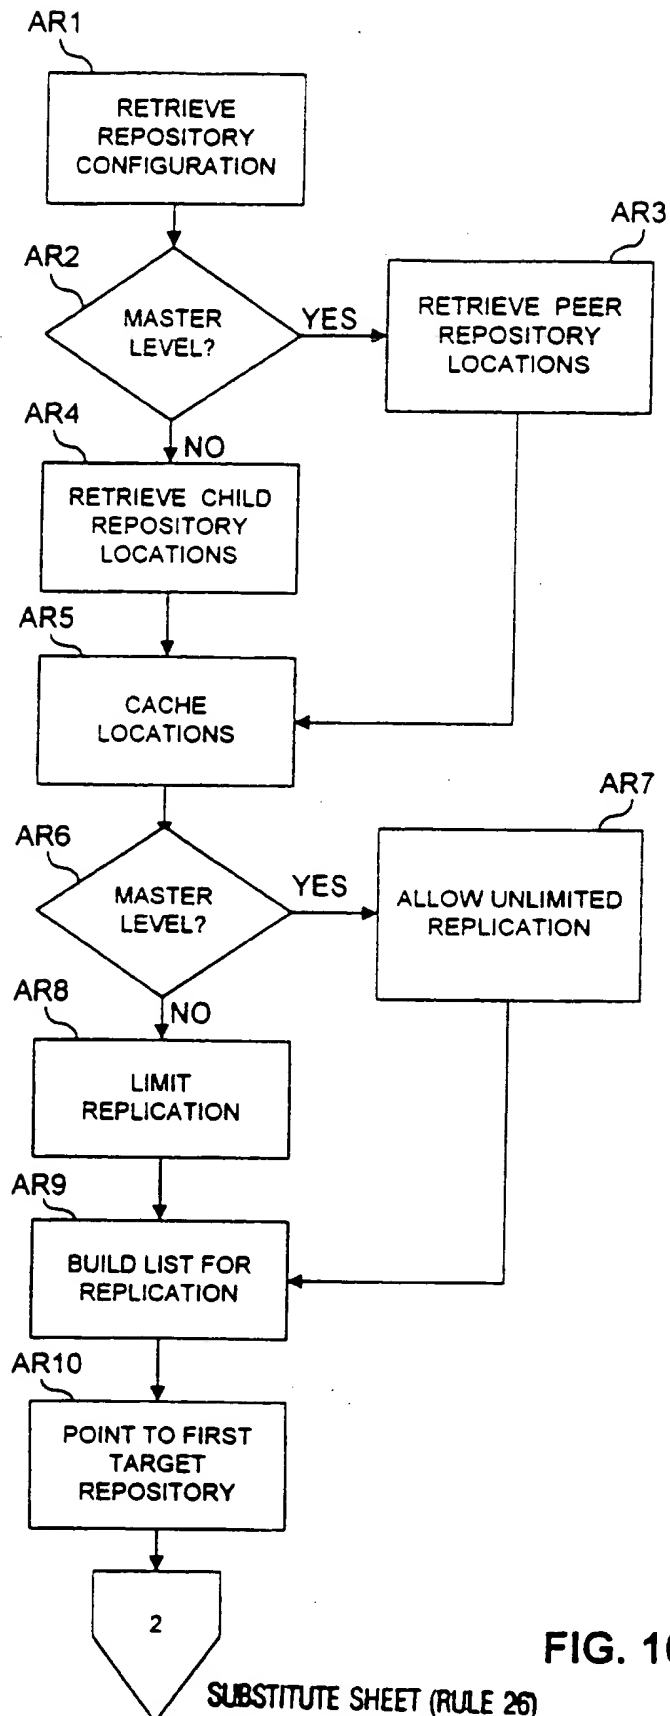 AR1
RETRIEVE
REPOSITORY
CONFIGURATION
AR2
MASTER
LEVEL?
YES
AR3
RETRIEVE PEER
REPOSITORY
LOCATIONS
NO
AR4
RETRIEVE CHILD
REPOSITORY
LOCATIONS
AR5
CACHE
LOCATIONS
AR6
MASTER
LEVEL?
YES
AR7
ALLOW UNLIMITED
REPLICATION
NO
AR8
LIMIT
REPLICATION
AR9
BUILD LIST FOR
REPLICATION
AR10
POINT TO FIRST
TARGET
REPOSITORY
2
FIG. 10
SUBSTITUTE SHEET (RULE 26)